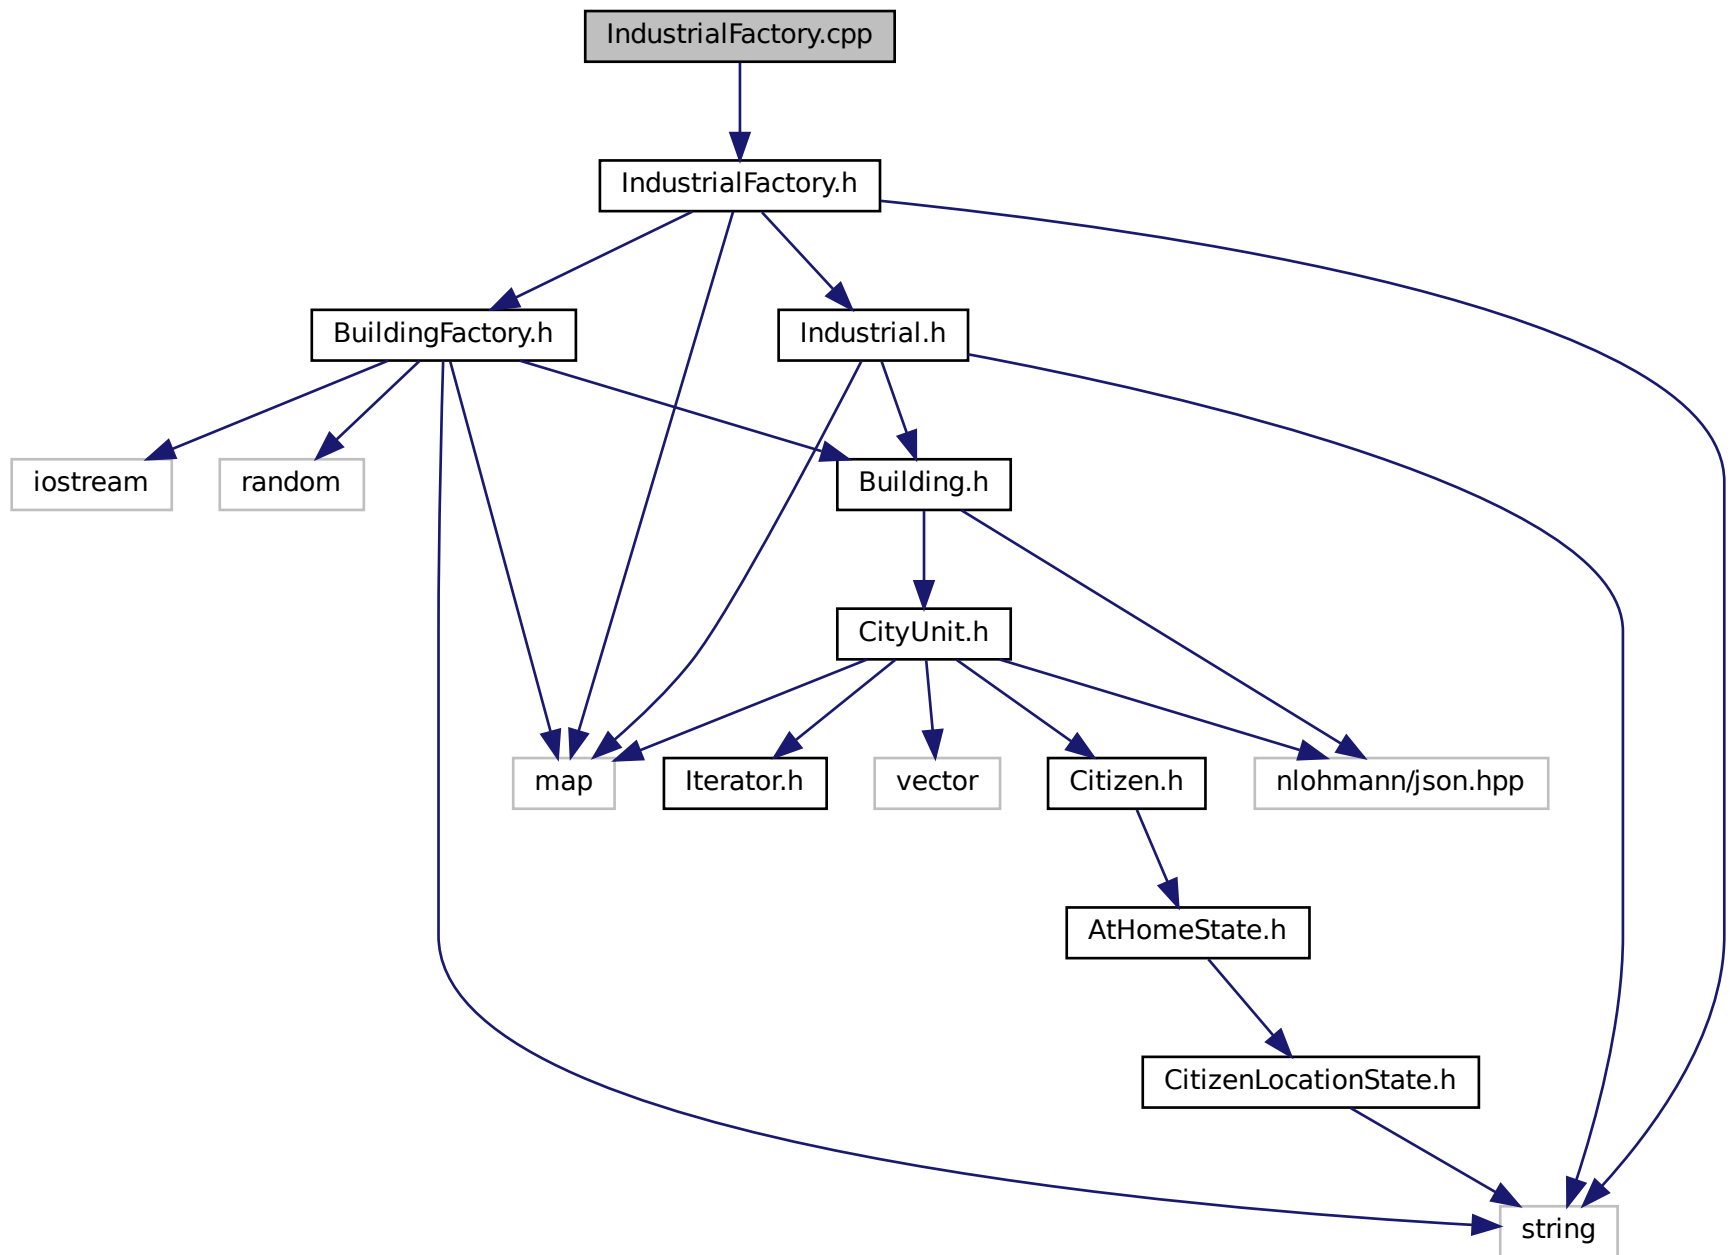 IndustrialFactory.cpp
IndustrialFactory.h
BuildingFactory.h
Industrial.h
iostream
random
Building.h
CityUnit.h
map
Iterator.h
vector
Citizen.h
nlohmann/json.hpp
AtHomeState.h
CitizenLocationState.h
string